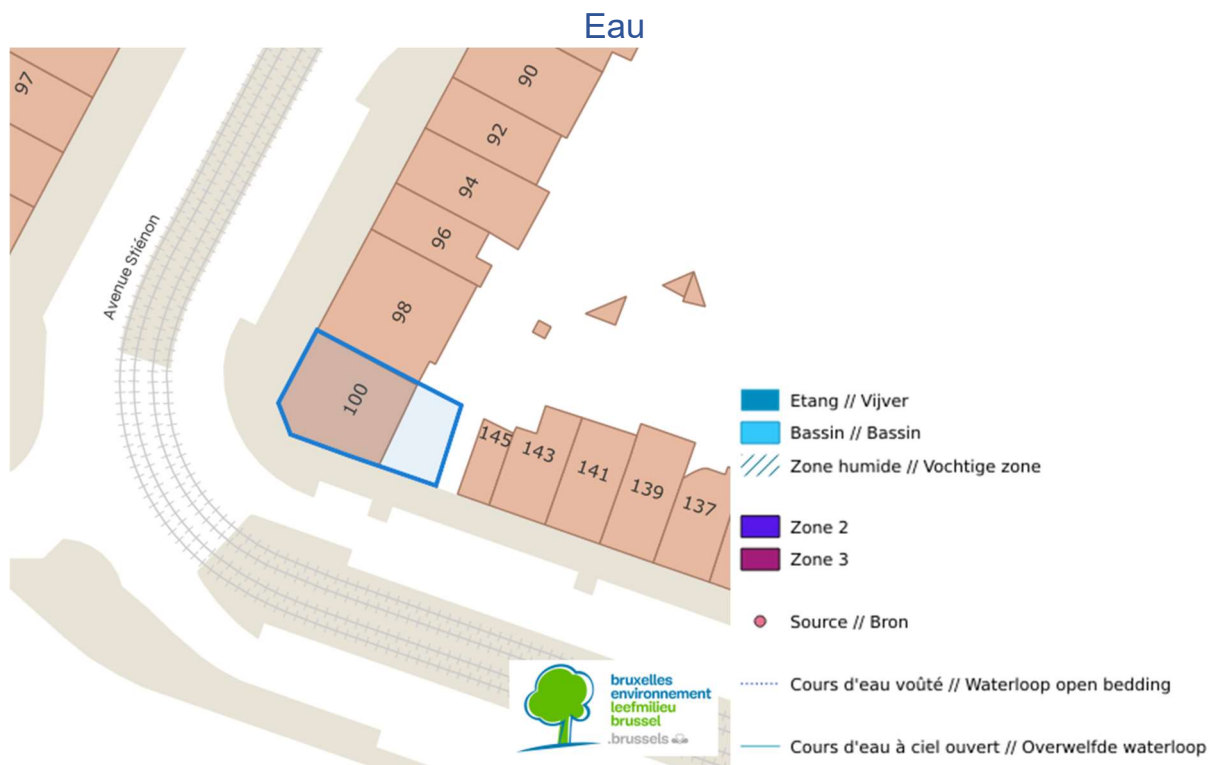 Eau
97
90
92
94
96
98
100
Avenue Stiénon
145
143
141
139
137
Etang // Vijver
Bassin // Bassin
Zone humide // Vochtige zone
Zone 2
Zone 3
Source // Bron
Cours d'eau voûté // Waterloop open bedding
Cours d'eau à ciel ouvert // Overwelfde waterloop
bruxelles
environnement
leefmilieu
brussel
.brussels